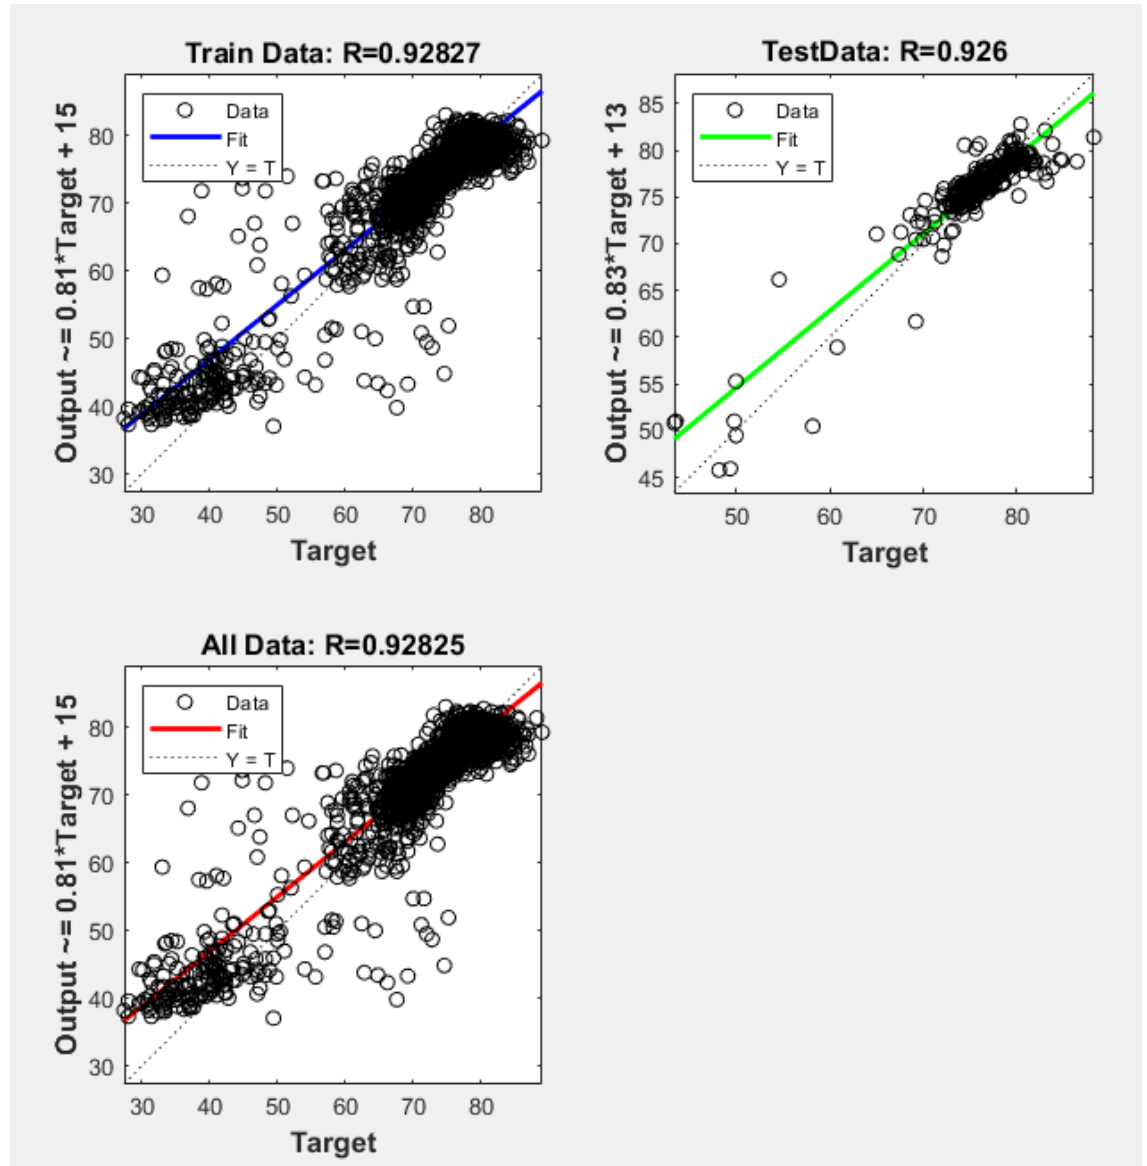 Train Data: R=0.92827
Output ~= 0.81*Target + 15
Data
Fit
Y = T
80
70
60
50
40
30
30 40 50 60 70 80
Target
TestData: R=0.926
Output ~= 0.83*Target + 13
Data
Fit
Y = T
85
80
75
70
65
60
55
50
45
50 60 70 80
Target
All Data: R=0.92825
Output ~= 0.81*Target + 15
Data
Fit
Y = T
80
70
60
50
40
30
30 40 50 60 70 80
Target